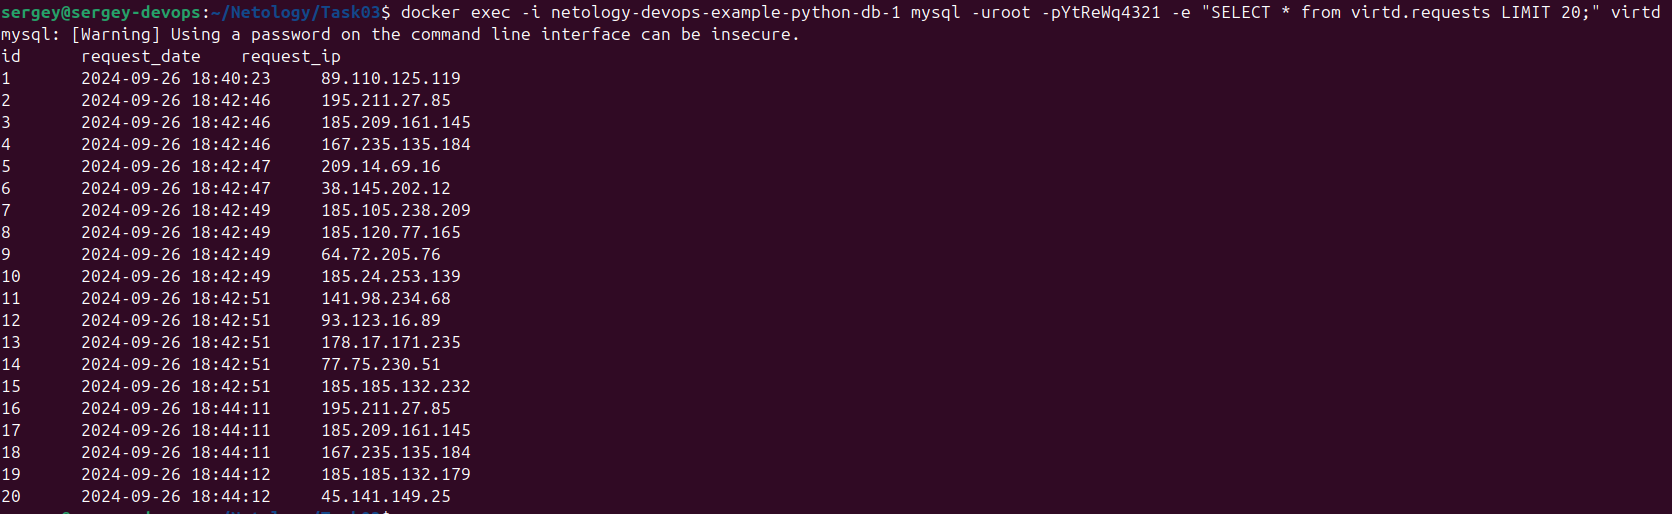 sergey@sergey-devops:~/Netology/Task03$ docker exec -i netology-devops-example-python-db-1 mysql -uroot -pYtReWq4321 -e "SELECT * from virtd.requests LIMIT 20;" virtd
mysql: [Warning] Using a password on the command line interface can be insecure.
id	request_date	request_ip
1	2024-09-26 18:40:23	89.110.125.119
2	2024-09-26 18:42:46	195.211.27.85
3	2024-09-26 18:42:46	185.209.161.145
4	2024-09-26 18:42:46	167.235.135.184
5	2024-09-26 18:42:47	209.14.69.16
6	2024-09-26 18:42:47	38.145.202.12
7	2024-09-26 18:42:49	185.105.238.209
8	2024-09-26 18:42:49	185.120.77.165
9	2024-09-26 18:42:49	64.72.205.76
10	2024-09-26 18:42:49	185.24.253.139
11	2024-09-26 18:42:51	141.98.234.68
12	2024-09-26 18:42:51	93.123.16.89
13	2024-09-26 18:42:51	178.17.171.235
14	2024-09-26 18:42:51	77.75.230.51
15	2024-09-26 18:42:51	185.185.132.232
16	2024-09-26 18:44:11	195.211.27.85
17	2024-09-26 18:44:11	185.209.161.145
18	2024-09-26 18:44:11	167.235.135.184
19	2024-09-26 18:44:12	185.185.132.179
20	2024-09-26 18:44:12	45.141.149.25